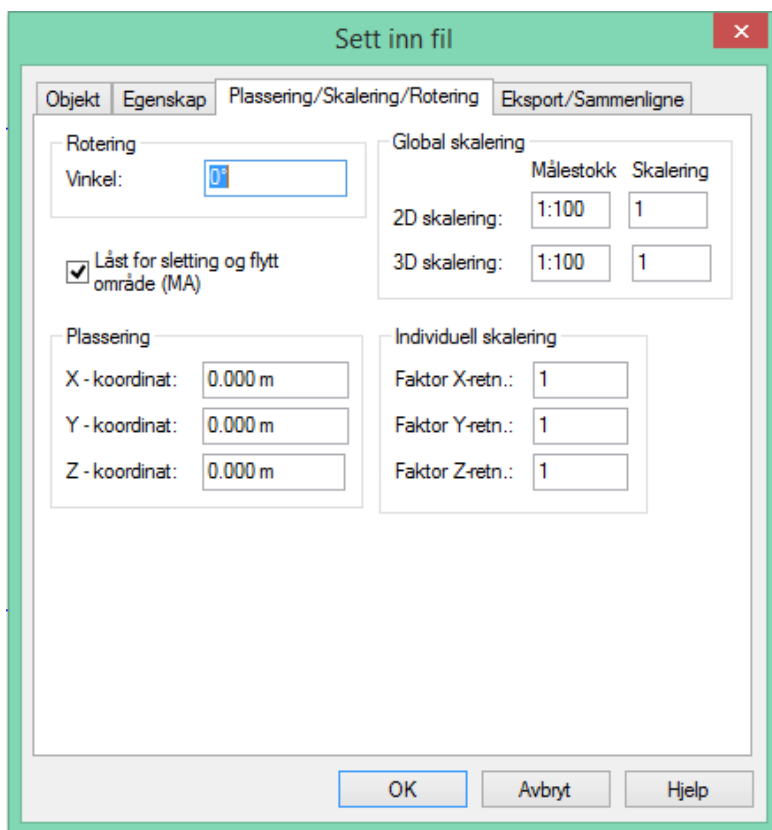 Sett inn fil
Objekt Egenskap Plassering/Skalering/Rotering Eksport/Sammenligne
Rotering
Vinkel: 0°
Låst for sletting og flytt
område (MA)
Global skalering
Målestokk Skalering
2D skalering: 1:100 1
3D skalering: 1:100 1
Plassering
X - koordinat: 0.000 m
Y - koordinat: 0.000 m
Z - koordinat: 0.000 m
Individuell skalering
Faktor X-retn.: 1
Faktor Y-retn.: 1
Faktor Z-retn.: 1
OK Avbryt Hjelp